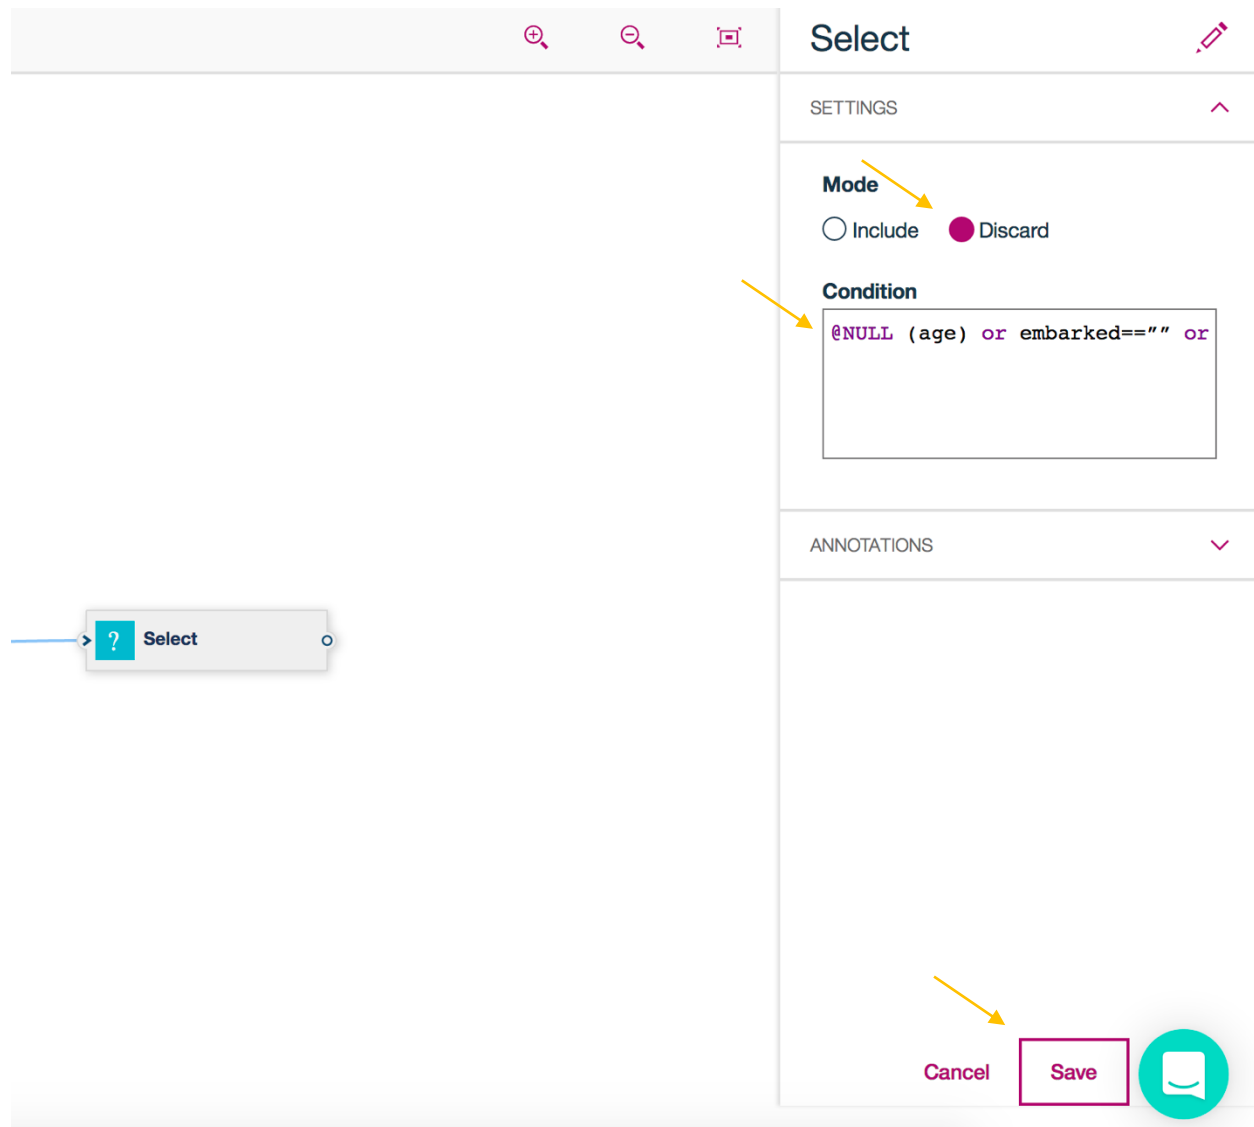 Select
SETTINGS
Mode
Include Discard
Condition
@NULL (age) or embarked=="" or
ANNOTATIONS
? Select
Cancel Save